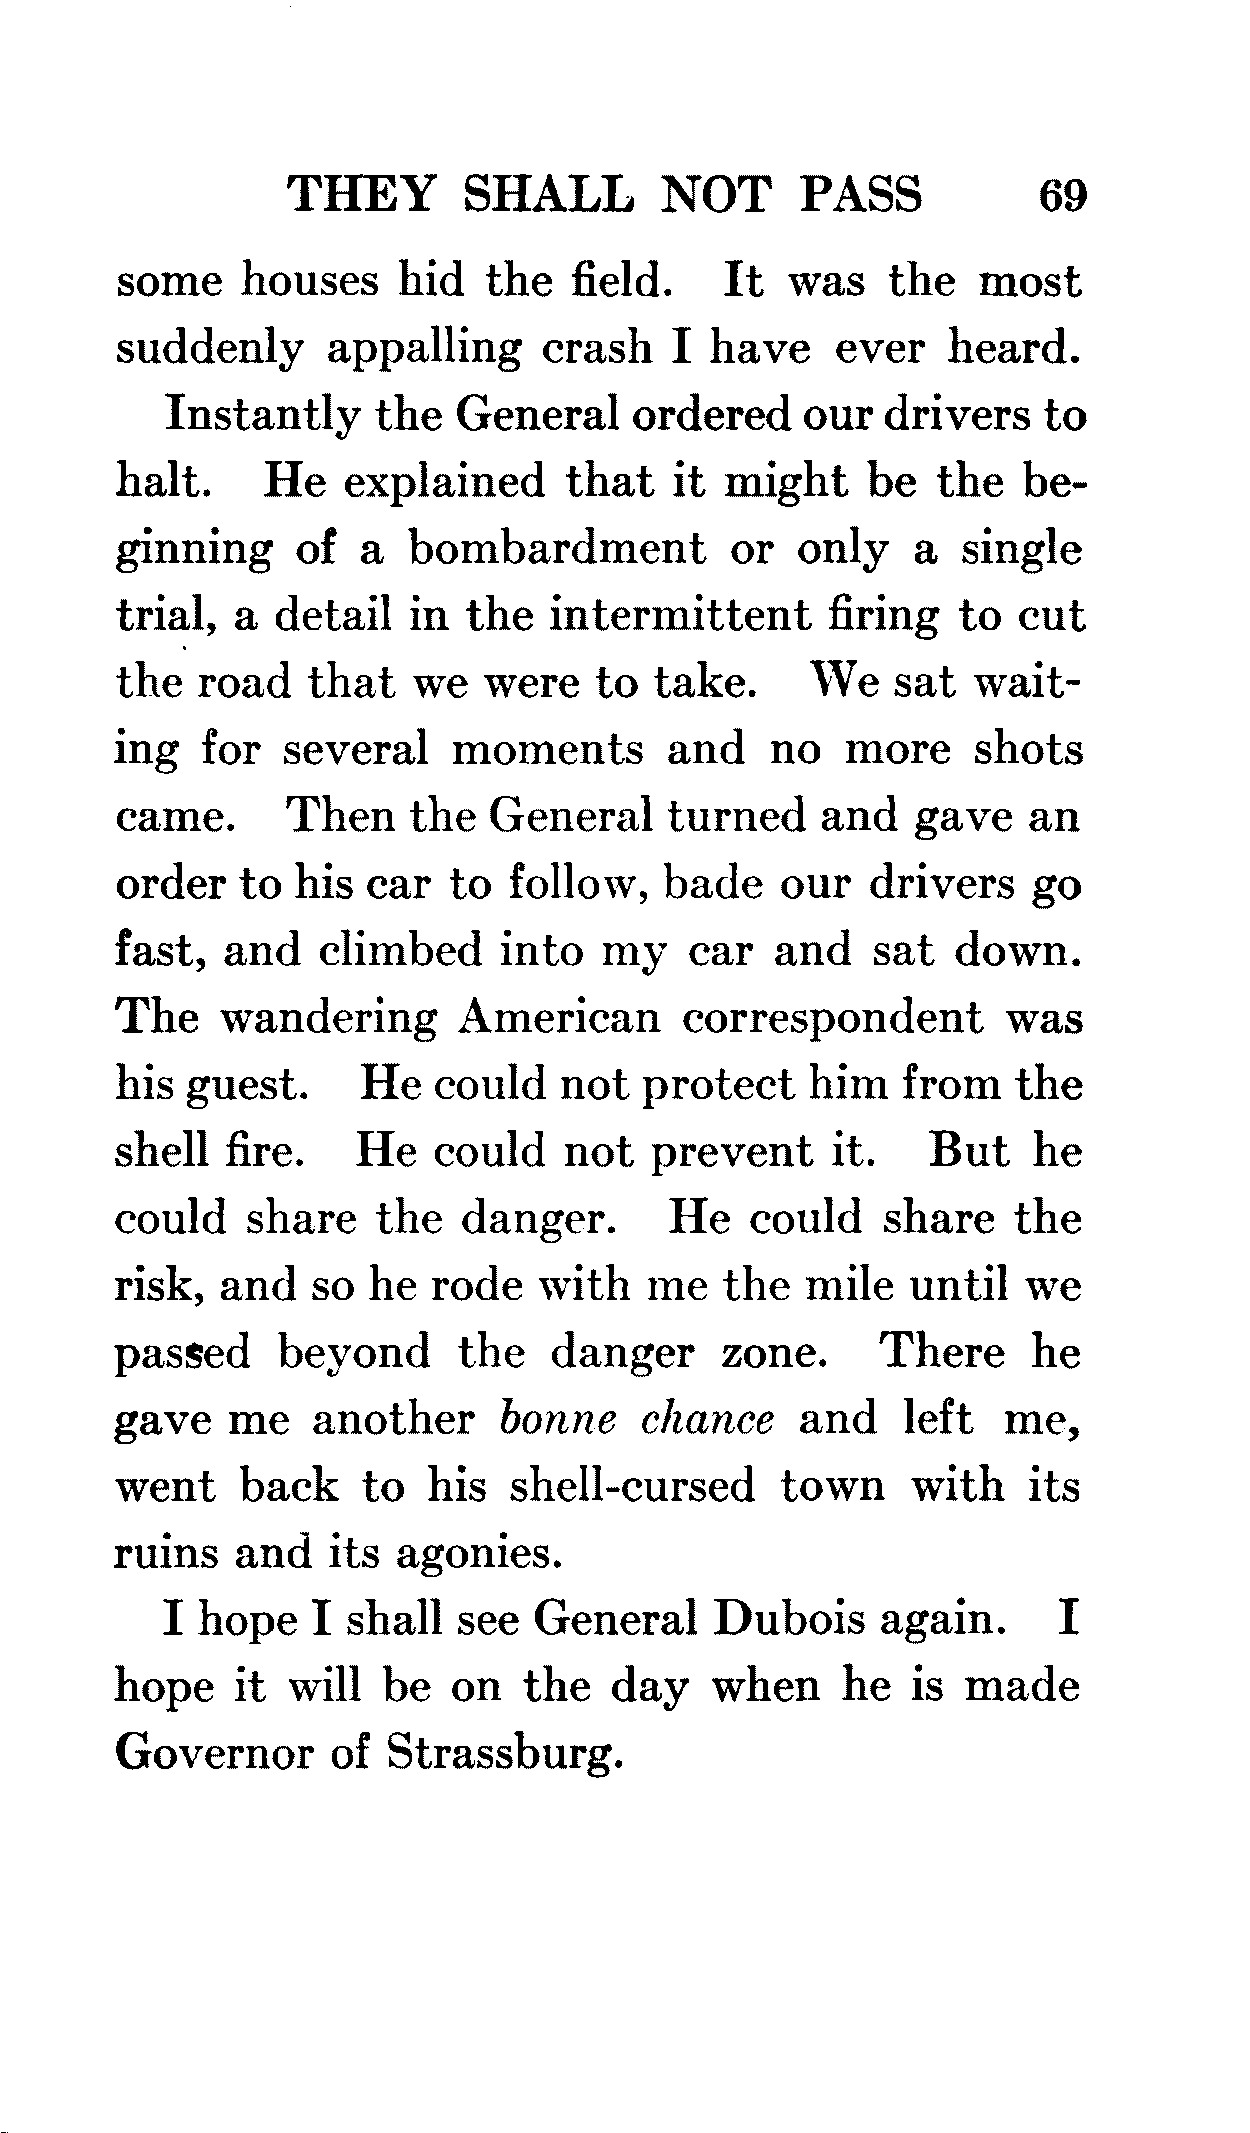 THEY SHALL NOT PASS 69
some houses hid the field. It was the most
suddenly appalling crash I have ever heard.
Instantly the General ordered our drivers to
halt. He explained that it might be the be-
ginning of a bombardment or only a single
trial, a detail in the intermittent firing to cut
the road that we were to take. We sat wait-
ing for several moments and no more shots
came. Then the General turned and gave an
order to his car to follow, bade our drivers go
fast, and climbed into my car and sat down.
The wandering American correspondent was
his guest. He could not protect him from the
shell fire. He could not prevent it. But he
could share the danger. He could share the
risk, and so he rode with me the mile until we
passed beyond the danger zone. There he
gave me another bonne chance and left me,
went back to his shell-cursed town with its
ruins and its agonies.
I hope I shall see General Dubois again. I
hope it will be on the day when he is made
Governor of Strassburg.